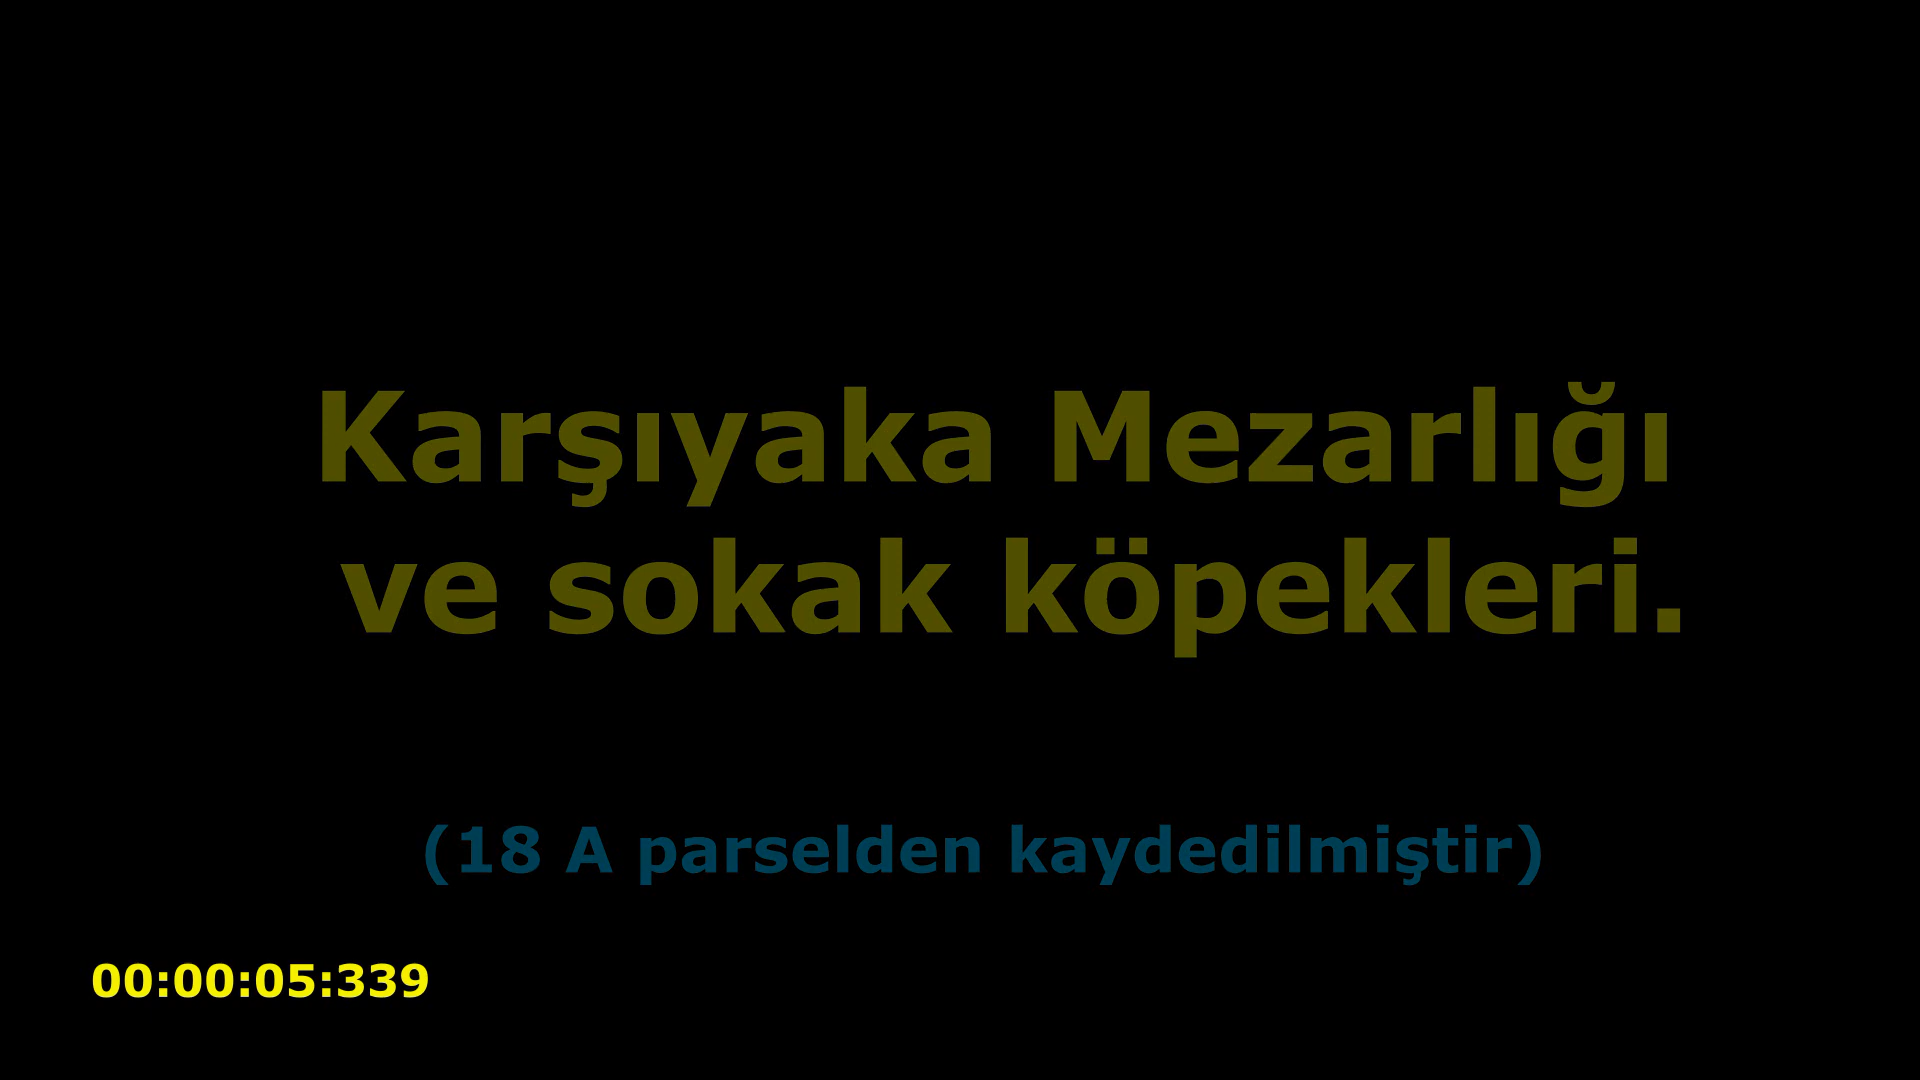 Karşıyaka Mezarlığı
ve sokak köpekleri.
(18 A parselden kaydedilmiştir)
00:00:05:339